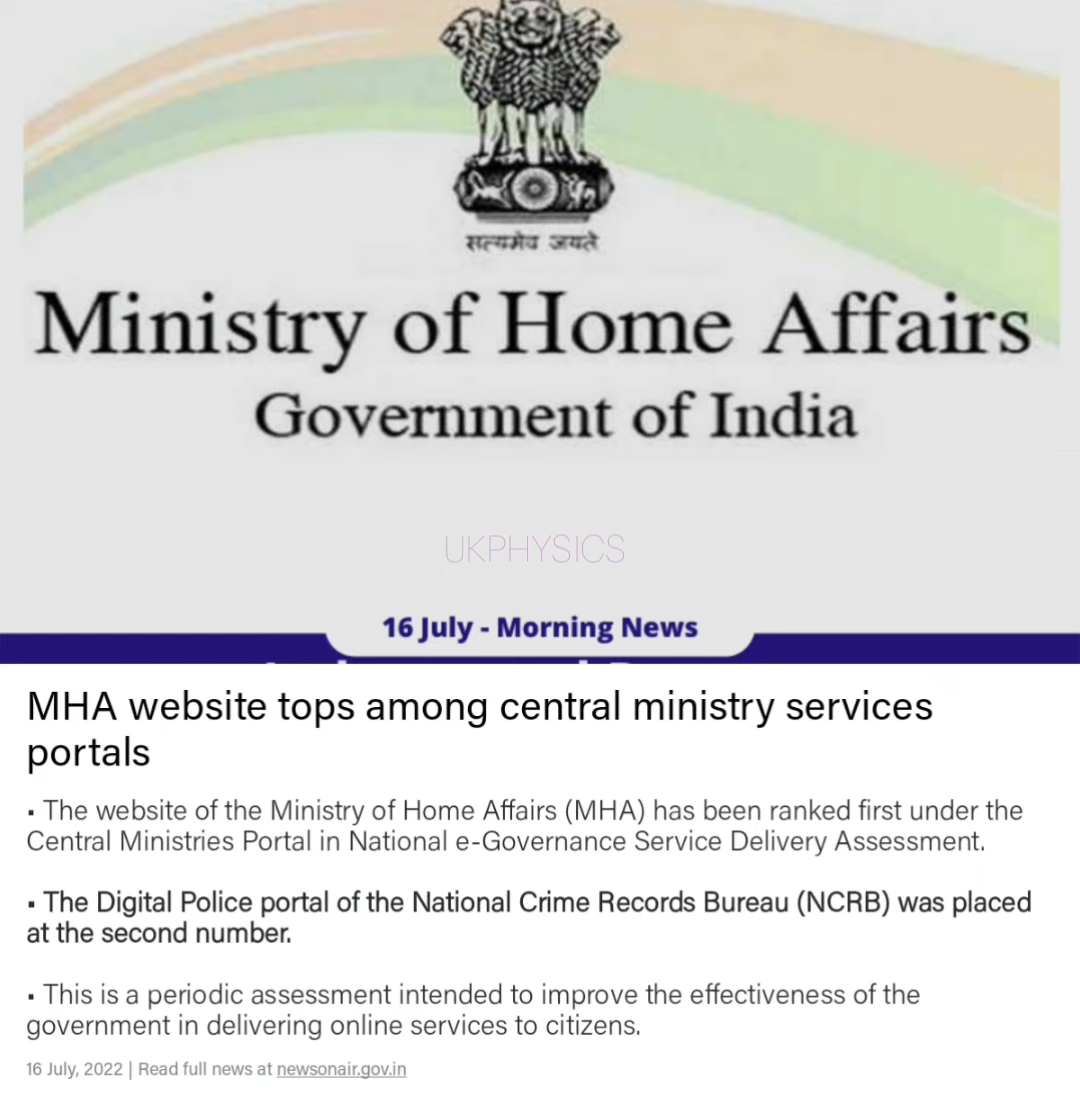 सत्यमेव जयते
Ministry of Home Affairs
Government of India
UKPHYSICS
16 July - Morning News
MHA website tops among central ministry services
portals
▪ The website of the Ministry of Home Affairs (MHA) has been ranked first under the
Central Ministries Portal in National e-Governance Service Delivery Assessment.
▪ The Digital Police portal of the National Crime Records Bureau (NCRB) was placed
at the second number.
▪ This is a periodic assessment intended to improve the effectiveness of the
government in delivering online services to citizens.
16 July, 2022 | Read full news at newsonair.gov.in